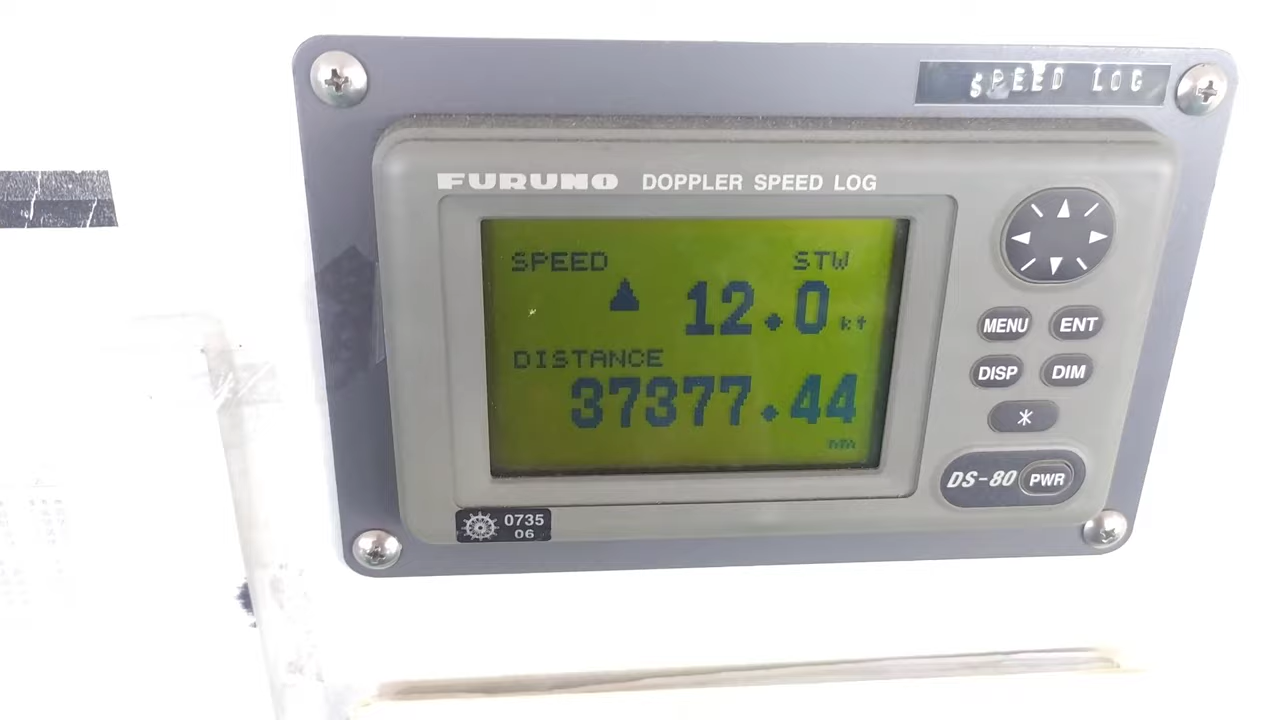 SPEED LOG
FURUNO DOPPLER SPEED LOG
SPEED STW
▲ 12.0 kt
DISTANCE
37377.44
nm
MENU ENT
DISP DIM
DS-80 PWR
0735
06